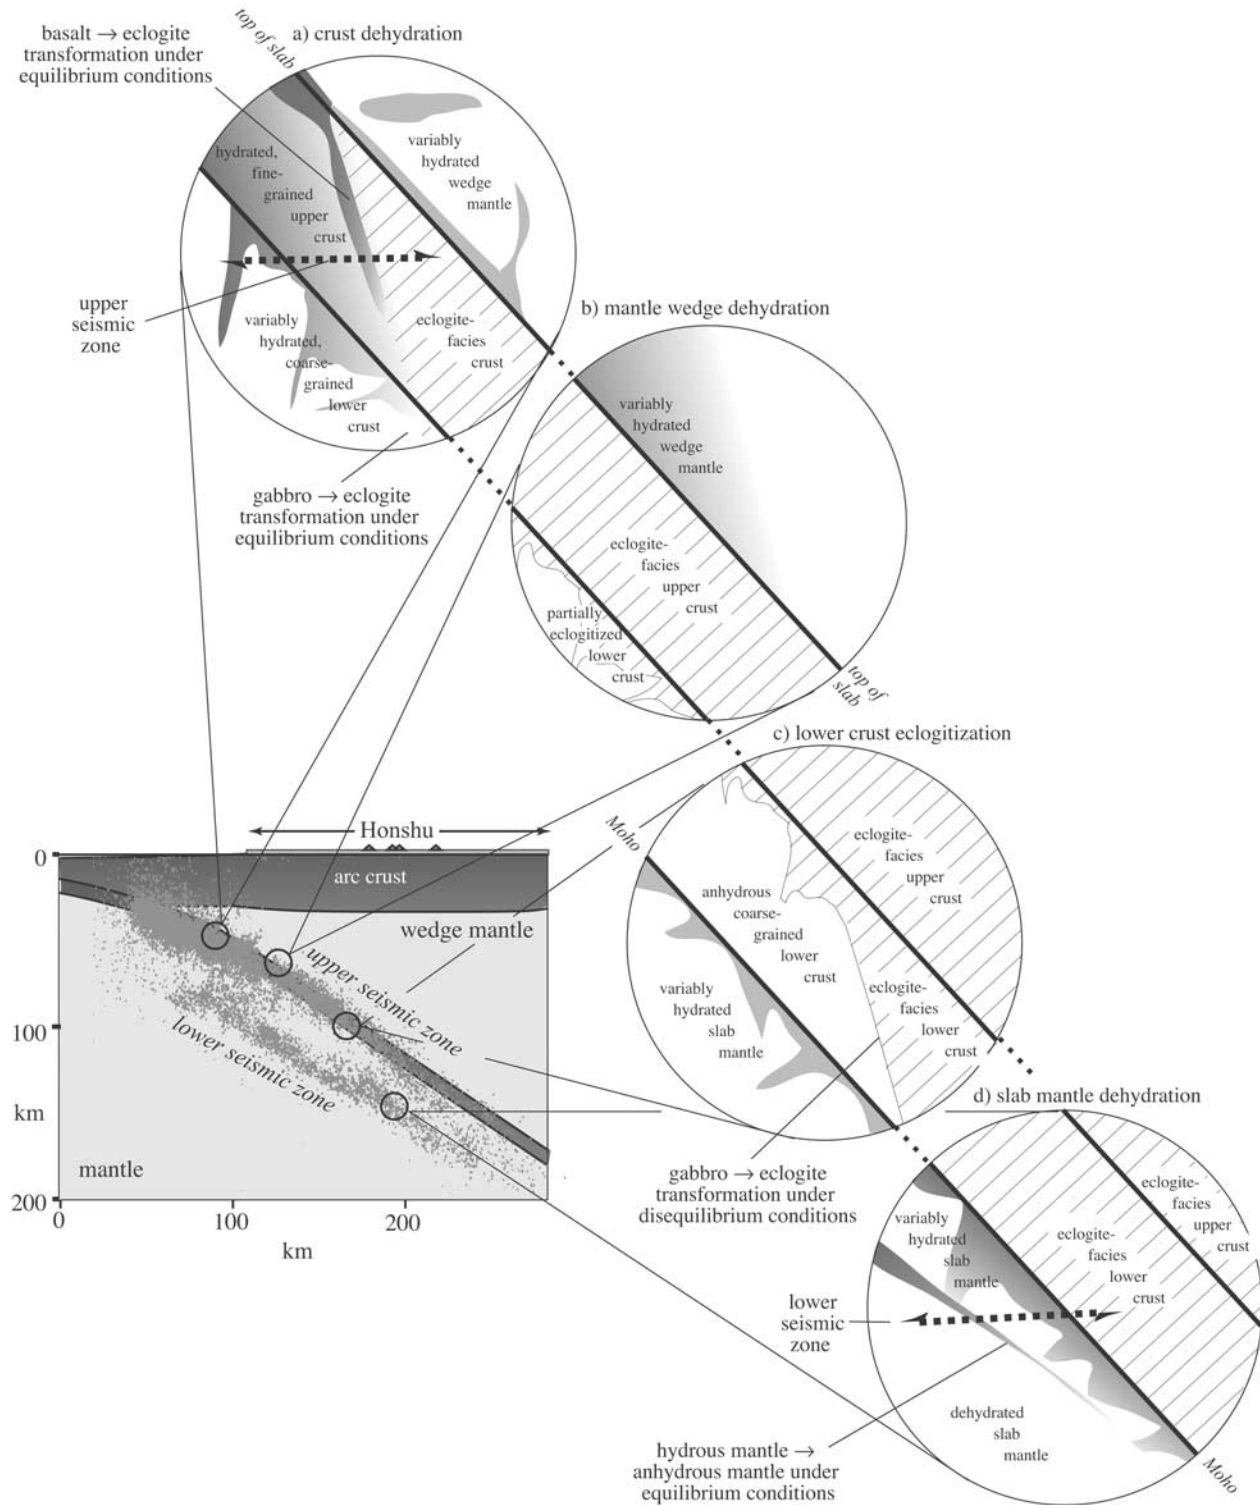 top of slab
a) crust dehydration
basalt → eclogite
transformation under
equilibrium conditions
variably
hydrated
wedge
mantle
hydrated,
fine-
grained
upper
crust
upper
seismic
zone
variably
hydrated,
coarse-
grained
lower
crust
eclogite-
facies
crust
gabbro → eclogite
transformation under
equilibrium conditions
b) mantle wedge dehydration
variably
hydrated
wedge
mantle
eclogite-
facies
upper
crust
partially
eclogitized
lower
crust
top of
slab
c) lower crust eclogitization
Moho
eclogite-
facies
upper
crust
anhydrous
coarse-
grained
lower
crust
variably
hydrated
slab
mantle
eclogite-
facies
lower
crust
gabbro → eclogite
transformation under
disequilibrium conditions
Honshu
0
arc crust
wedge mantle
upper seismic zone
100
lower seismic zone
km
mantle
200
0
100
200
km
d) slab mantle dehydration
eclogite-
facies
upper
crust
variably
hydrated
slab
mantle
eclogite-
facies
lower
crust
lower
seismic
zone
dehydrated
slab
mantle
hydrous mantle →
anhydrous mantle under
equilibrium conditions
Moho